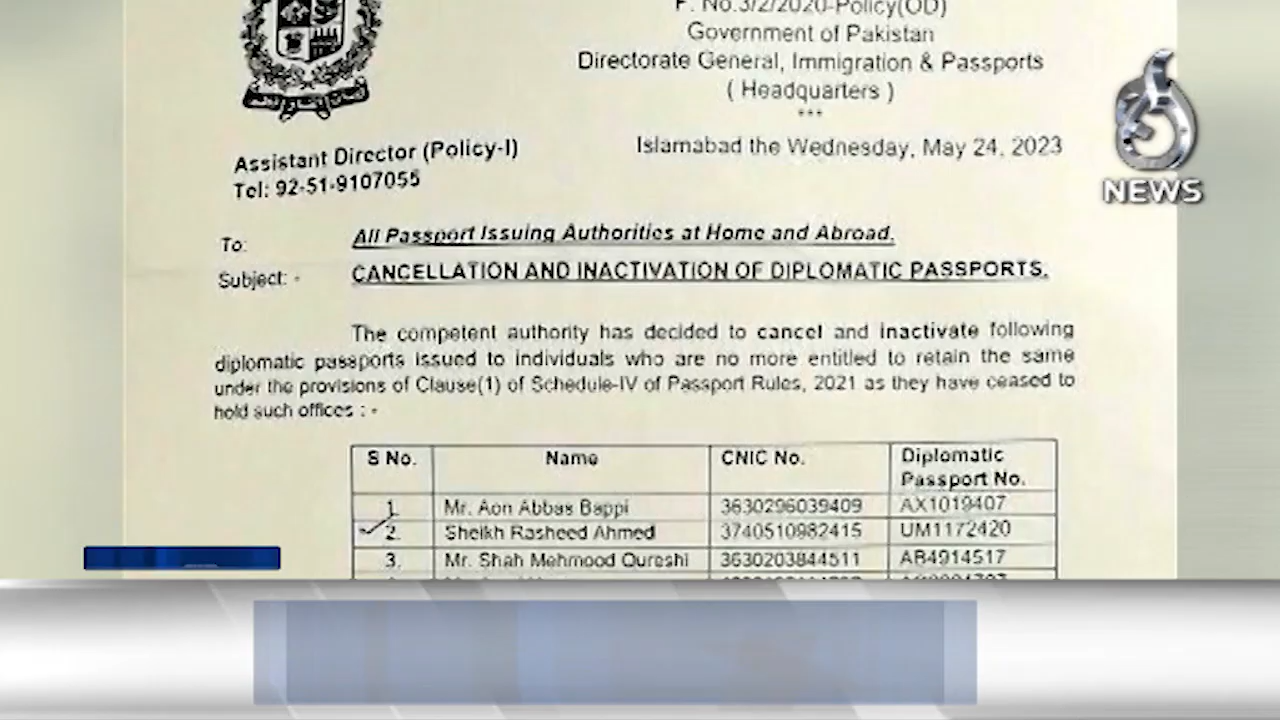 F. No.3/2/2020-Policy(OD)
Government of Pakistan
Directorate General, Immigration & Passports
( Headquarters )
***
Assistant Director (Policy-I)
Islamabad the Wednesday, May 24, 2023
Tel: 92-51-9107055
NEWS
To: All Passport Issuing Authorities at Home and Abroad.
Subject: - CANCELLATION AND INACTIVATION OF DIPLOMATIC PASSPORTS.
The competent authority has decided to cancel and inactivate following
diplomatic passports issued to individuals who are no more entitled to retain the same
under the provisions of Clause(1) of Schedule-IV of Passport Rules, 2021 as they have ceased to
hold such offices : -
S No. Name CNIC No. Diplomatic Passport No.
1. Mr. Aon Abbas Bappi 3630296039409 AX1019407
2. Sheikh Rasheed Ahmed 3740510982415 UM1172420
3. Mr. Shah Mehmood Qureshi 3630203844511 AB4914517